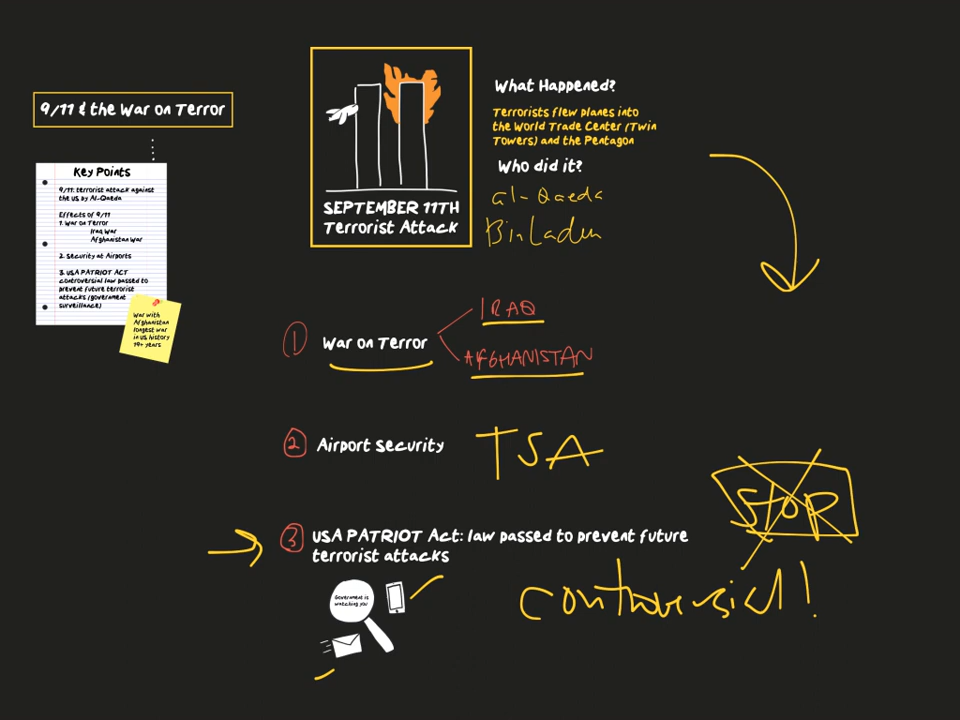 9/11 & the War on Terror
Key Points
9/11: terrorist attack against
the US by Al-Qaeda
Effects of 9/11
1. War on Terror
Iraq War
Afghanistan War
2. Security at Airports
3. USA PATRIOT ACT
controversial law passed to
prevent future terrorist
attacks (government
surveillance)
War with
Afghanistan
longest war
in US history
19+ years
SEPTEMBER 11TH
Terrorist Attack
What Happened?
Terrorists flew planes into
the World Trade Center (Twin
Towers) and the Pentagon
Who did it?
al-Qaeda
Bin Laden
1 War on Terror
IRAQ
AFGHANISTAN
2 Airport Security TSA
STOP
3 USA PATRIOT Act: law passed to prevent future
terrorist attacks
Government is
watching you
controversial!